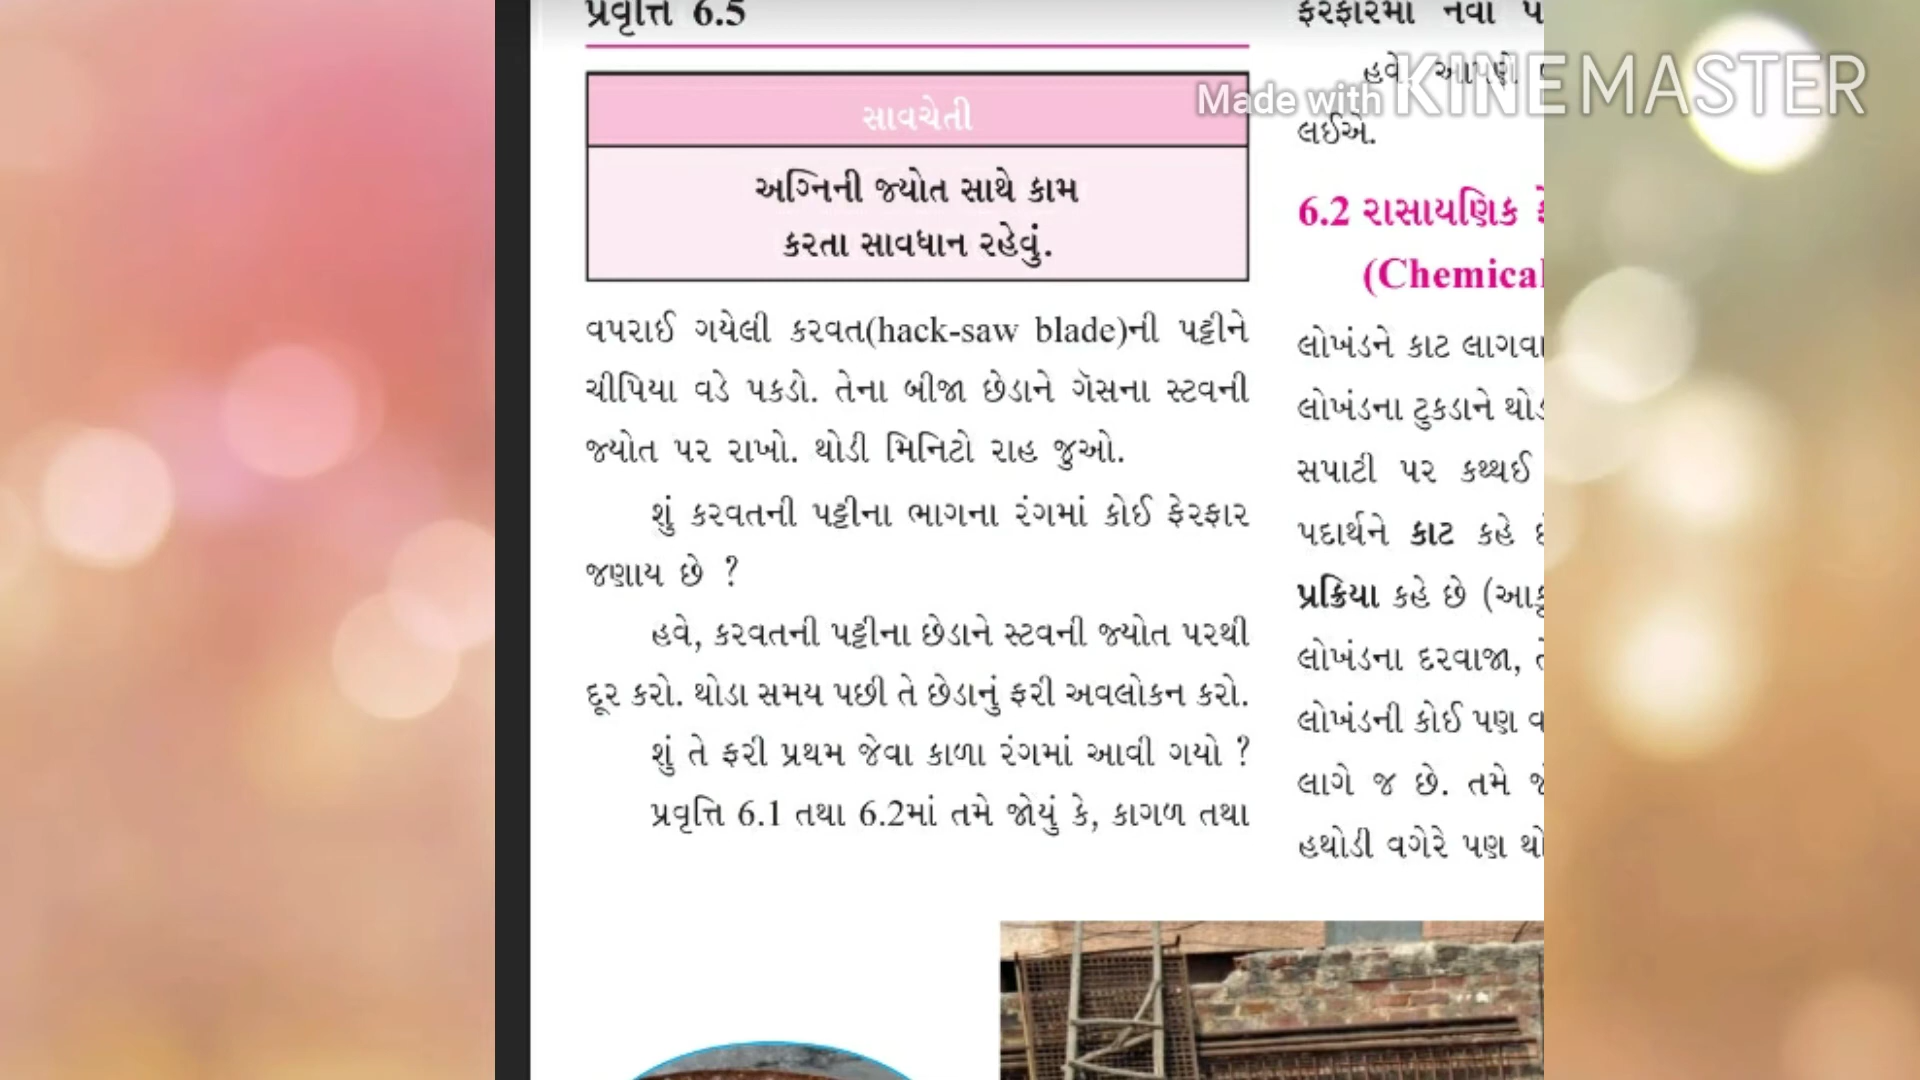 પ્રવૃત્તિ 6.5
સાવચેતી
અગ્નિની જ્યોત સાથે કામ
કરતા સાવધાન રહેવું.
વપરાઈ ગયેલી કરવત(hack-saw blade)ની પટ્ટીને
ચીપિયા વડે પકડો. તેના બીજા છેડાને ગૅસના સ્ટવની
જ્યોત પર રાખો. થોડી મિનિટો રાહ જુઓ.
શું કરવતની પટ્ટીના ભાગના રંગમાં કોઈ ફેરફાર
જણાય છે ?
હવે, કરવતની પટ્ટીના છેડાને સ્ટવની જ્યોત પરથી
દૂર કરો. થોડા સમય પછી તે છેડાનું ફરી અવલોકન કરો.
શું તે ફરી પ્રથમ જેવા કાળા રંગમાં આવી ગયો ?
પ્રવૃત્તિ 6.1 તથા 6.2માં તમે જોયું કે, કાગળ તથા
ફેરફારમાં નવા
હવે આપણે
લઈએ.
6.2 રાસાયણિક
(Chemical
લોખંડને કાટ
લોખંડના ટુકડાને
સપાટી પર કથ્થઈ
પદાર્થને કાટ કહે
પ્રક્રિયા કહે છે
લોખંડના દરવાજા,
લોખંડની કોઈ પણ
લાગે જ છે. તમે
હથોડી વગેરે પણ
Made with KINEMASTER